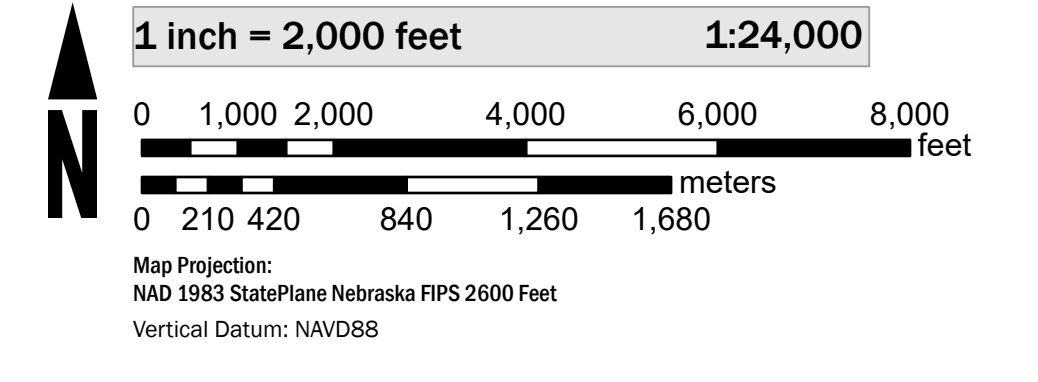 1 inch = 2,000 feet 1:24,000
0 1,000 2,000 4,000 6,000 8,000
feet
meters
0 210 420 840 1,260 1,680
N
Map Projection:
NAD 1983 StatePlane Nebraska FIPS 2600 Feet
Vertical Datum: NAVD88